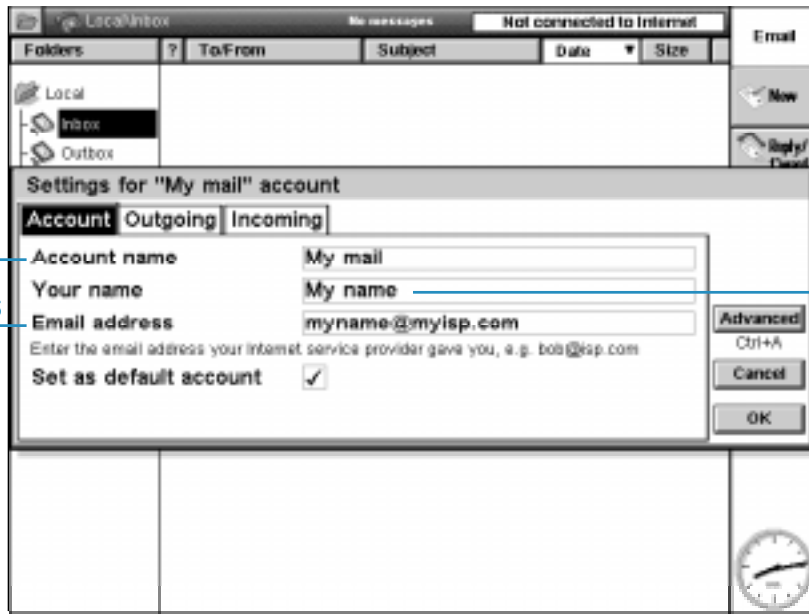 Local\Inbox No messages Not connected to Internet
Email
Folders ? To/From Subject Date Size
Local
New
Inbox
Outbox
Reply/
Settings for "My mail" account
Account Outgoing Incoming
Account name My mail
Your name My name
s
Email address myname@myisp.com
Advanced
Enter the email address your Internet service provider gave you, e.g. bob@isp.com
Ctrl+A
Set as default account
Cancel
OK